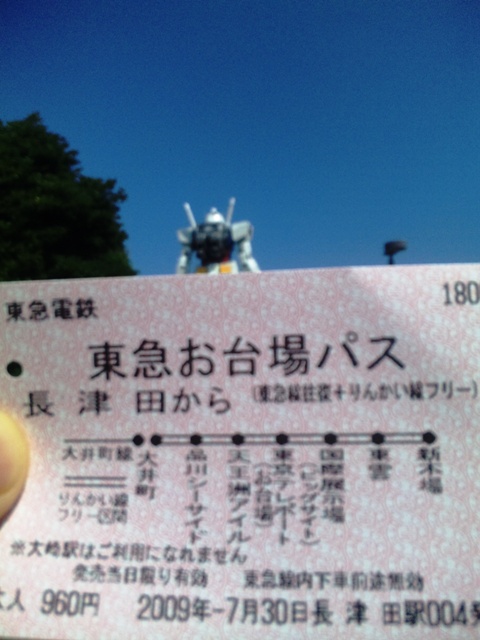 東急電鉄
180
東急お台場パス
長津田から (東急線往復+りんかい線フリー)
大井町線
りんかい線
フリー区間
大井町
品川シーサイド
天王洲アイル
東京テレポート
(お台場)
国際展示場
(ビッグサイト)
東雲
新木場
※大崎駅はご利用になれません
発売当日限り有効 東急線内下車前途無効
大人 960円 2009年-7月30日長津田駅004発